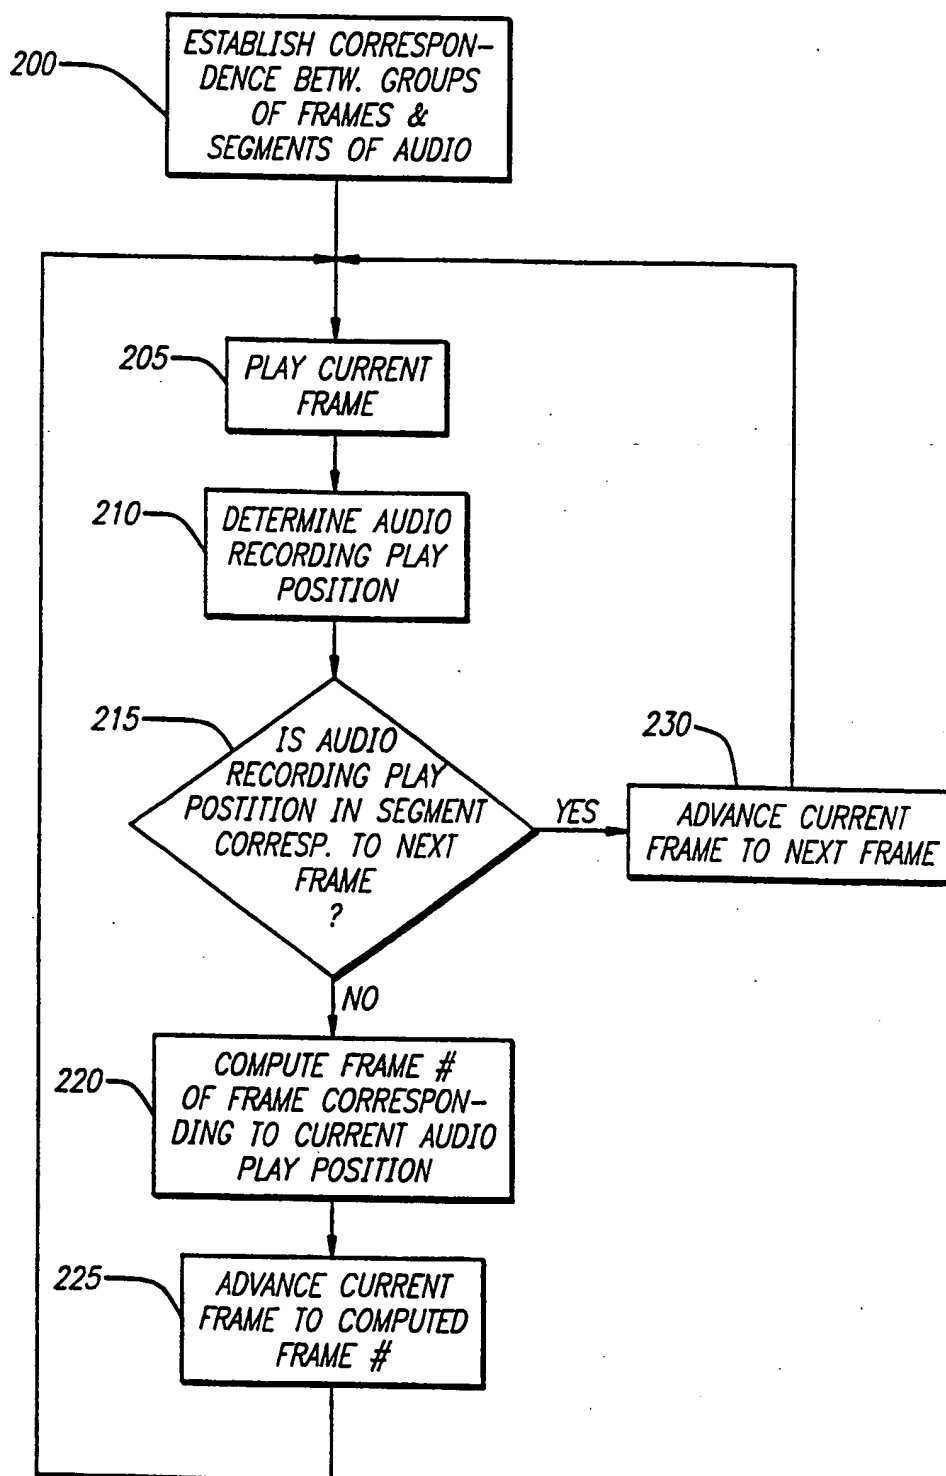 200
ESTABLISH CORRESPON-
DENCE BETW. GROUPS
OF FRAMES &
SEGMENTS OF AUDIO
205
PLAY CURRENT
FRAME
210
DETERMINE AUDIO
RECORDING PLAY
POSITION
215
IS AUDIO
RECORDING PLAY
POSTITION IN SEGMENT
CORRESP. TO NEXT
FRAME
?
YES
230
ADVANCE CURRENT
FRAME TO NEXT FRAME
NO
220
COMPUTE FRAME #
OF FRAME CORRESPON-
DING TO CURRENT AUDIO
PLAY POSITION
225
ADVANCE CURRENT
FRAME TO COMPUTED
FRAME #